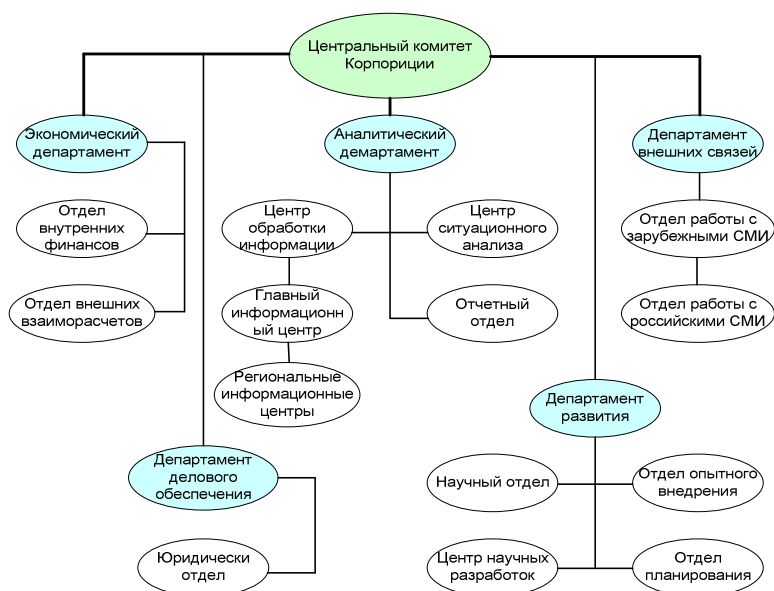 Центральный комитет
Корпориции
Экономический
департамент
Аналитический
демартамент
Департамент
внешних связей
Отдел
внутренних
финансов
Центр
обработки
информации
Центр
ситуационного
анализа
Отдел работы с
зарубежными СМИ
Отдел внешних
взаиморасчетов
Главный
информационн
ый центр
Отчетный
отдел
Отдел работы с
российскими СМИ
Региональные
информационные
центры
Департамент
развития
Департамент
делового
обеспечения
Научный отдел
Отдел опытного
внедрения
Юридически
отдел
Центр научных
разработок
Отдел
планирования